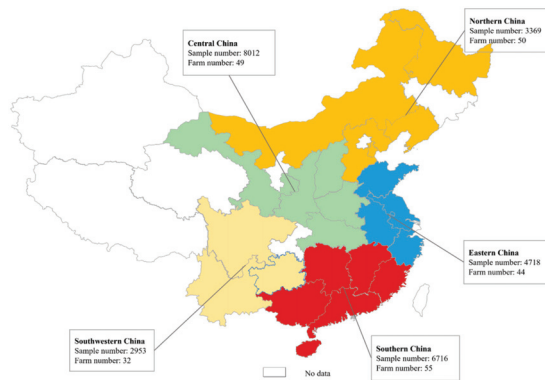 Northern China
Sample number: 3369
Farm number: 50
Central China
Sample number: 8012
Farm number: 49
Eastern China
Sample number: 4718
Farm number: 44
Southwestern China
Sample number: 2953
Farm number: 32
Southern China
Sample number: 6716
Farm number: 55
No data